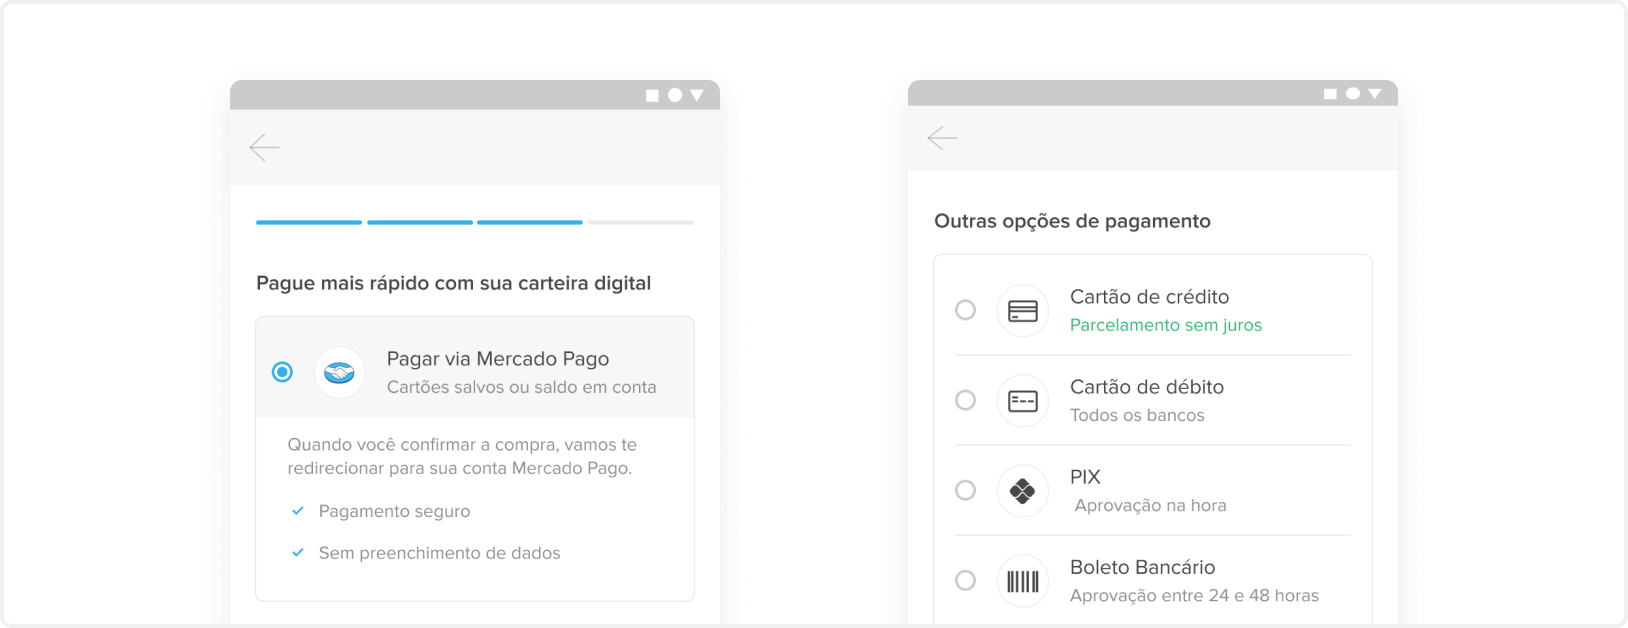 Pague mais rápido com sua carteira digital
Pagar via Mercado Pago
Cartões salvos ou saldo em conta
Quando você confirmar a compra, vamos te
redirecionar para sua conta Mercado Pago.
Pagamento seguro
Sem preenchimento de dados
Outras opções de pagamento
Cartão de crédito
Parcelamento sem juros
Cartão de débito
Todos os bancos
PIX
Aprovação na hora
Boleto Bancário
Aprovação entre 24 e 48 horas